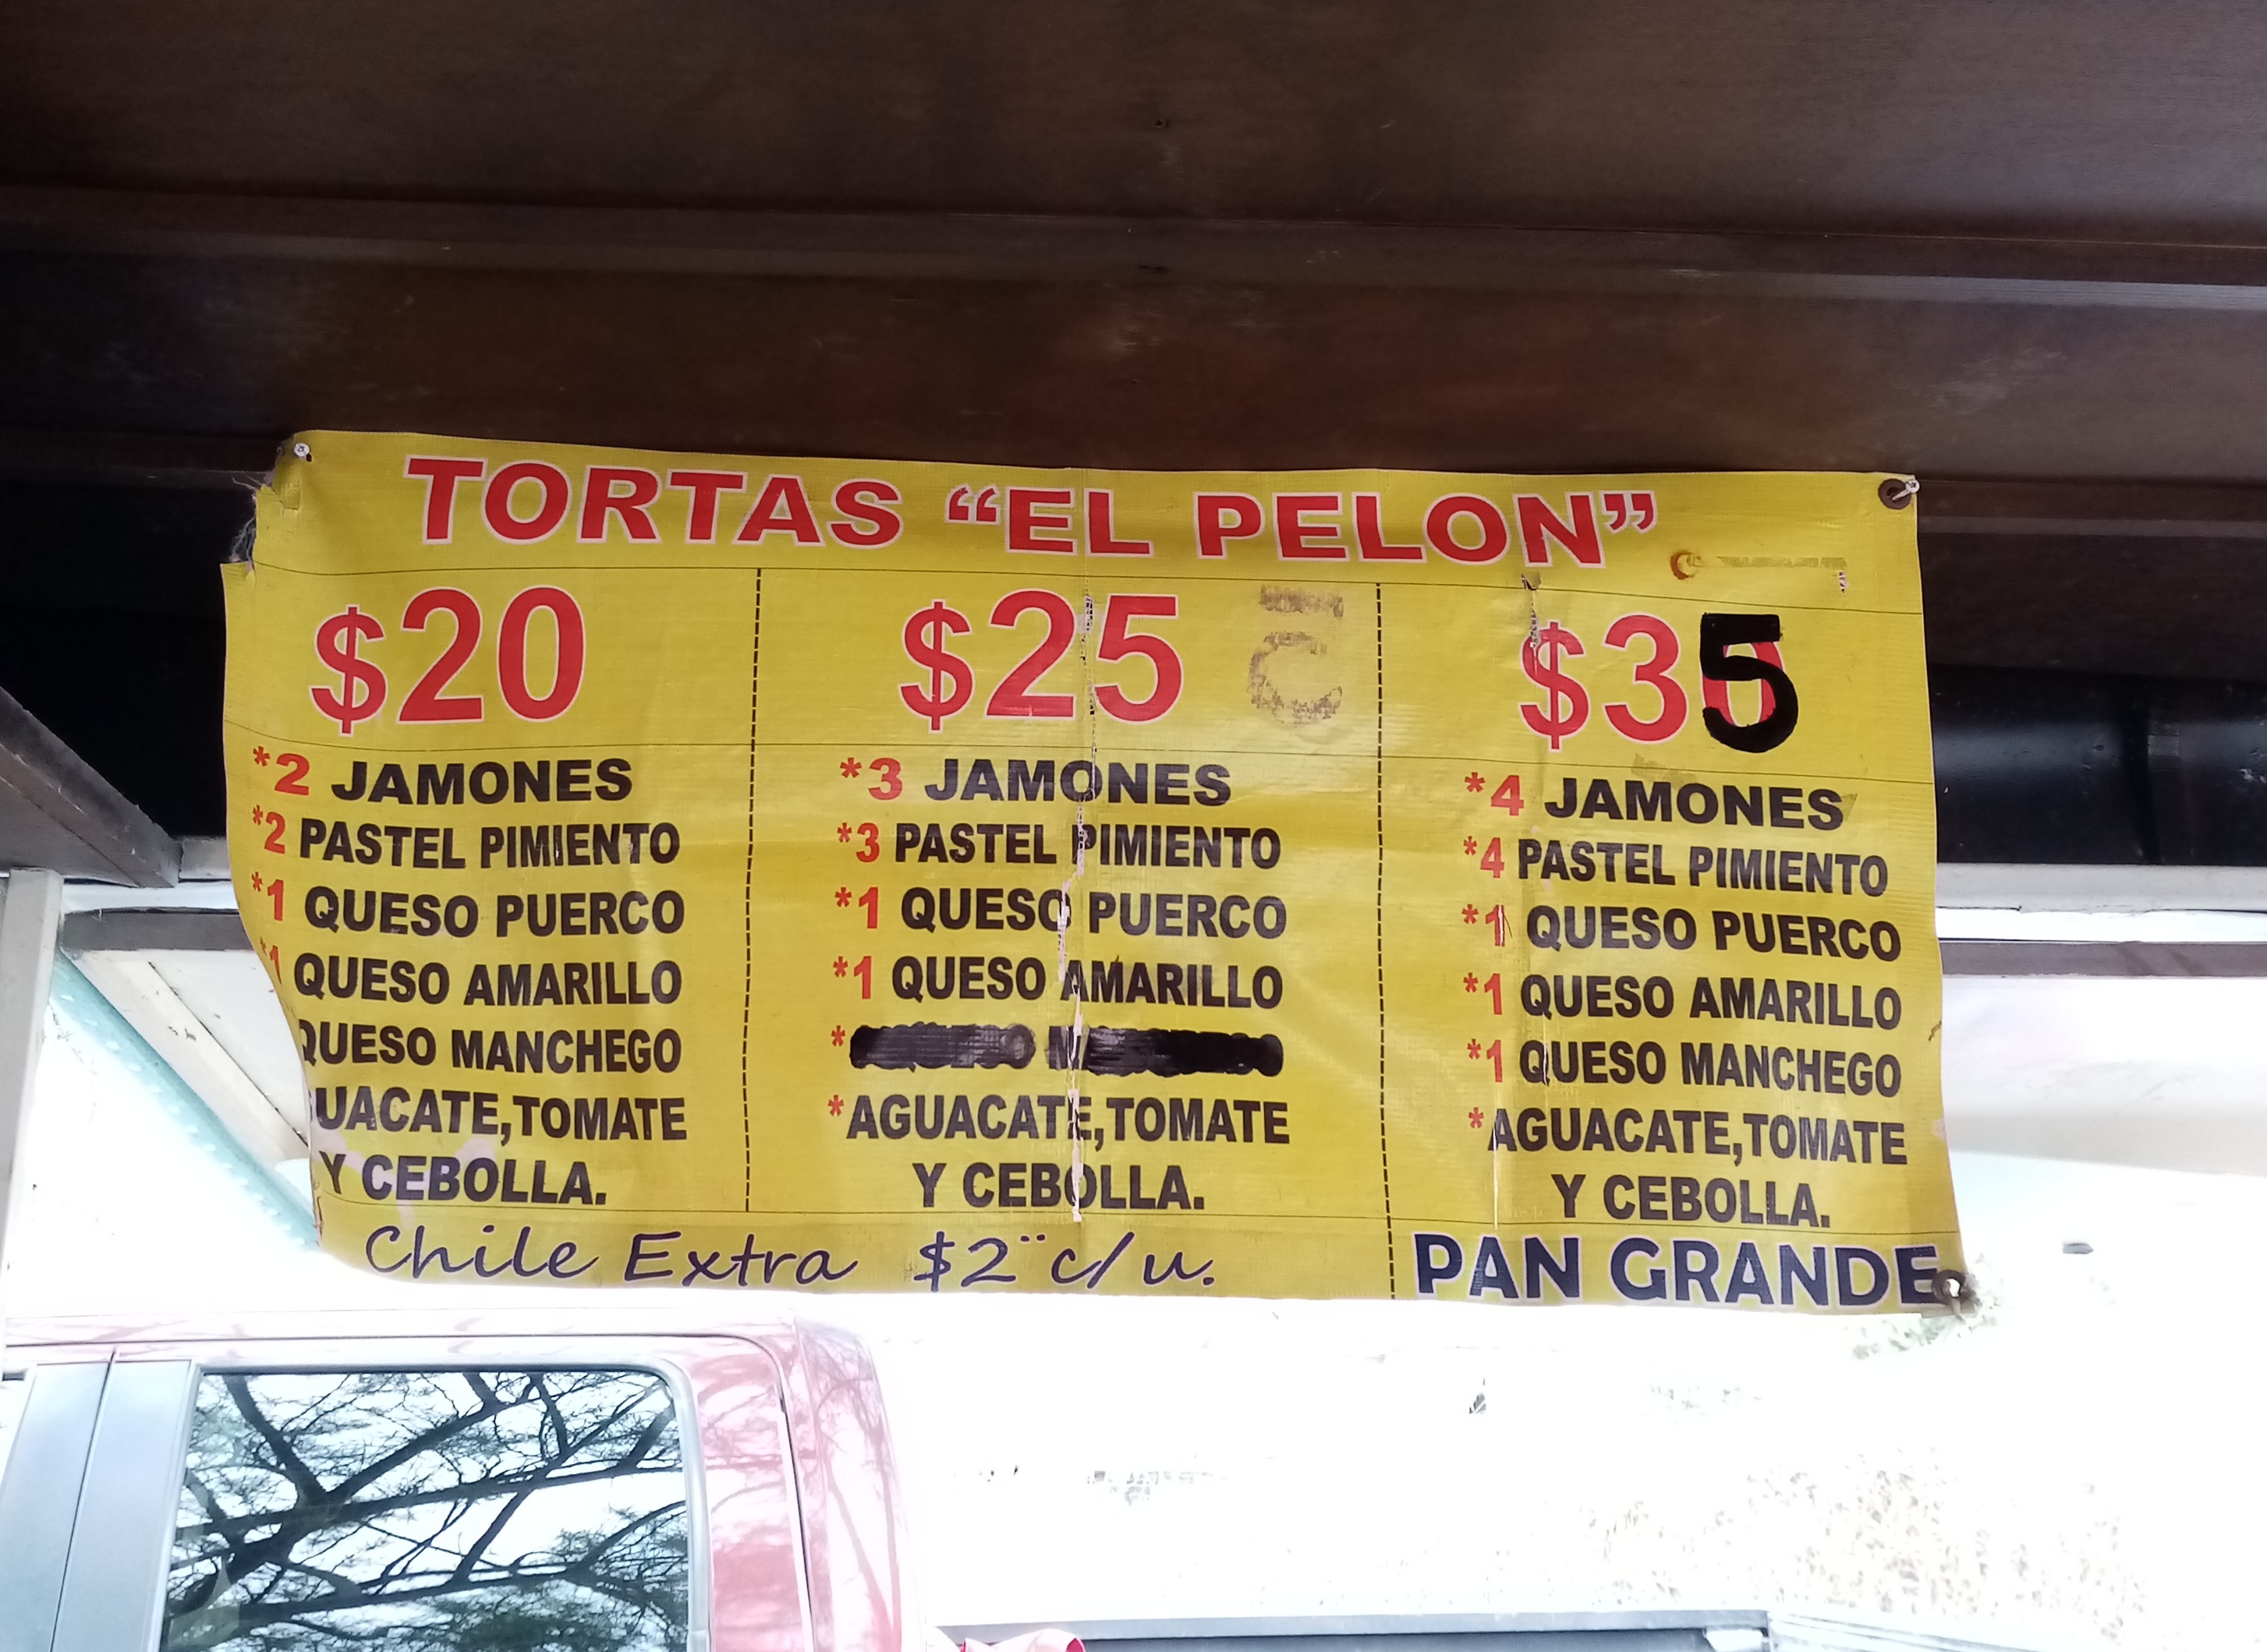 TORTAS “EL PELON”
$20
*2 JAMONES
*2 PASTEL PIMIENTO
*1 QUESO PUERCO
*1 QUESO AMARILLO
QUESO MANCHEGO
UACATE,TOMATE
Y CEBOLLA.
$25
*3 JAMONES
*3 PASTEL PIMIENTO
*1 QUESO PUERCO
*1 QUESO AMARILLO
*
*AGUACATE,TOMATE
Y CEBOLLA.
$35
*4 JAMONES
*4 PASTEL PIMIENTO
*1 QUESO PUERCO
*1 QUESO AMARILLO
*1 QUESO MANCHEGO
*AGUACATE,TOMATE
Y CEBOLLA.
Chile Extra $2¨ c/u.
PAN GRANDE